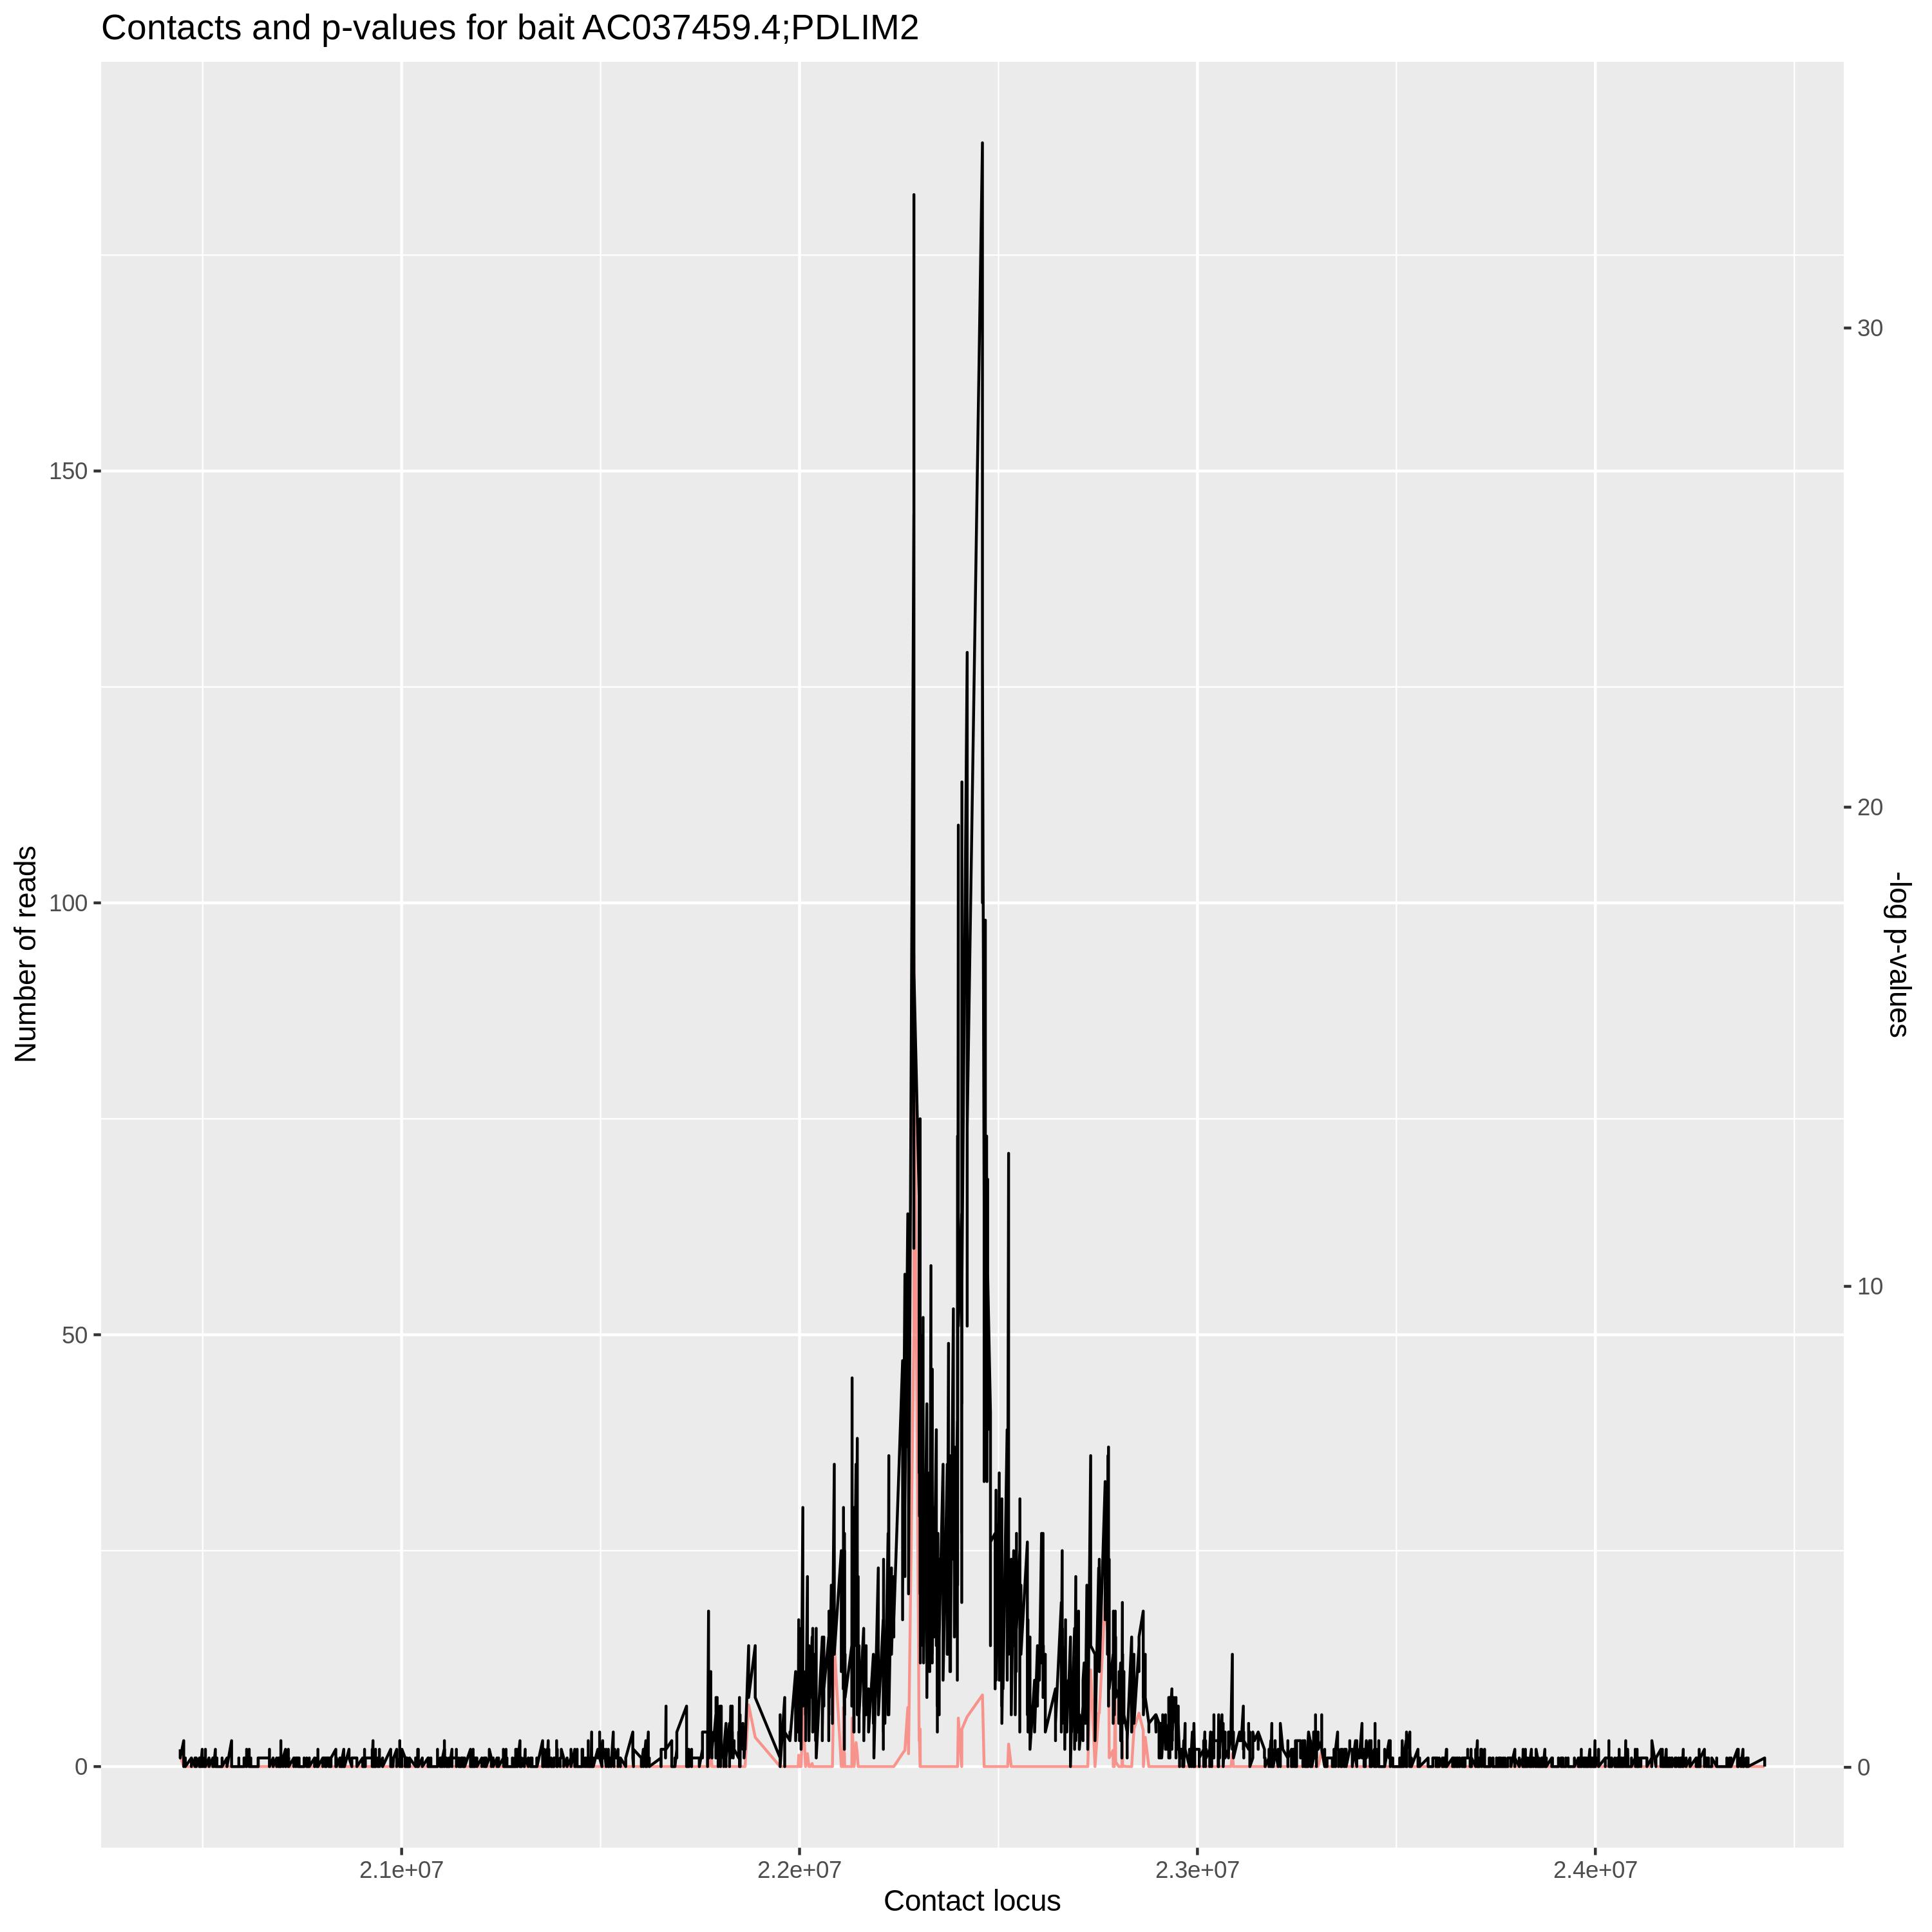 Contacts and p-values for bait AC037459.4;PDLIM2
Number of reads
150
100
50
0
30
20
10
0
-log p-values
2.1e+07 2.2e+07 2.3e+07 2.4e+07
Contact locus